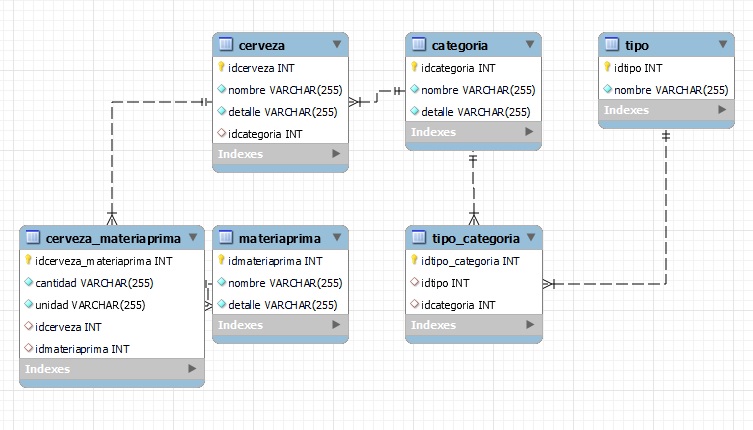 cerveza
idcerveza INT
nombre VARCHAR(255)
detalle VARCHAR(255)
idcategoria INT
Indexes
categoria
idcategoria INT
nombre VARCHAR(255)
detalle VARCHAR(255)
Indexes
tipo
idtipo INT
nombre VARCHAR(255)
Indexes
cerveza_materiaprima
idcerveza_materiaprima INT
cantidad VARCHAR(255)
unidad VARCHAR(255)
idcerveza INT
idmateriaprima INT
Indexes
materiaprima
idmateriaprima INT
nombre VARCHAR(255)
detalle VARCHAR(255)
Indexes
tipo_categoria
idtipo_categoria INT
idtipo INT
idcategoria INT
Indexes